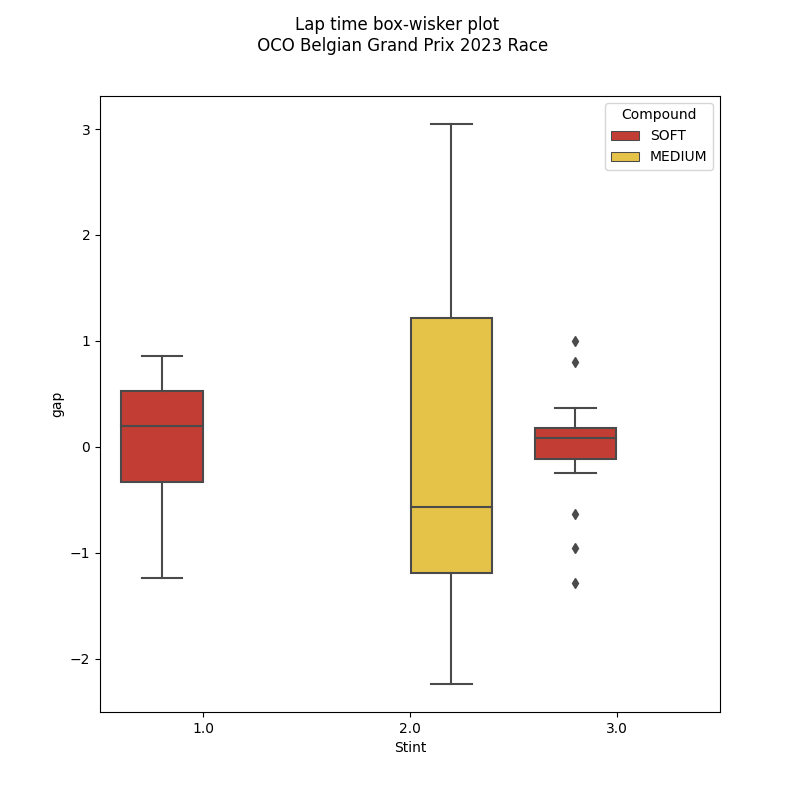 Lap time box-wisker plot
OCO Belgian Grand Prix 2023 Race
Compound
SOFT
MEDIUM
3
2
1
0
−1
−2
gap
1.0
2.0
3.0
Stint